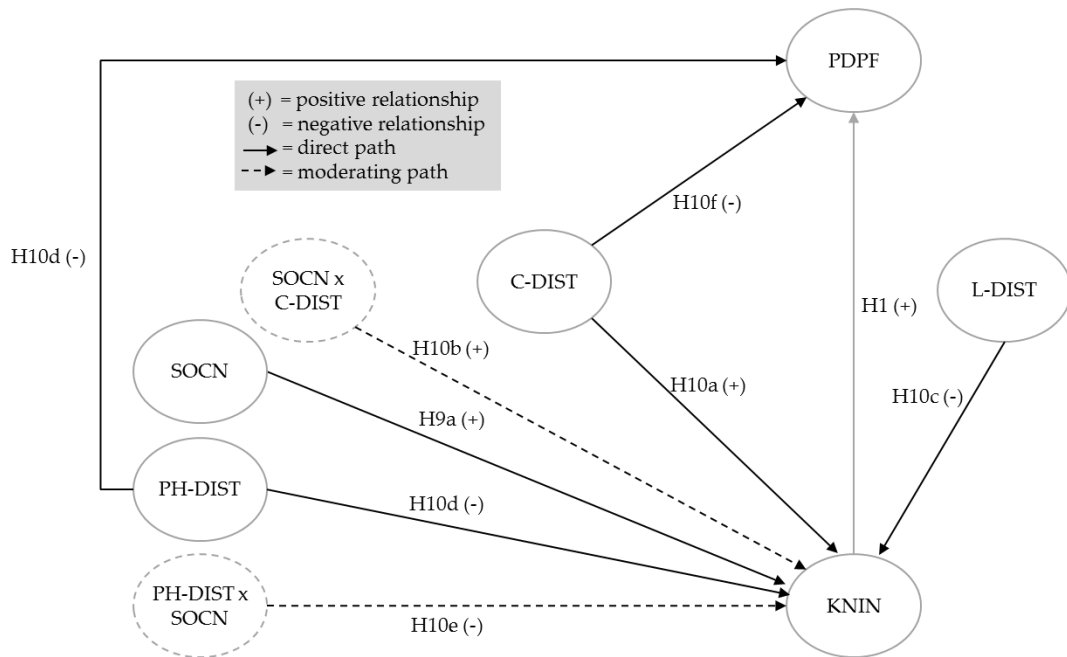 PDPF
(+) = positive relationship
(-) = negative relationship
= direct path
= moderating path
H10f (-)
H10d (-)
SOCN x
C-DIST
C-DIST
L-DIST
H1 (+)
H10b (+)
SOCN
H10a (+)
H10c (-)
H9a (+)
PH-DIST
H10d (-)
PH-DIST x
SOCN
KNIN
H10e (-)